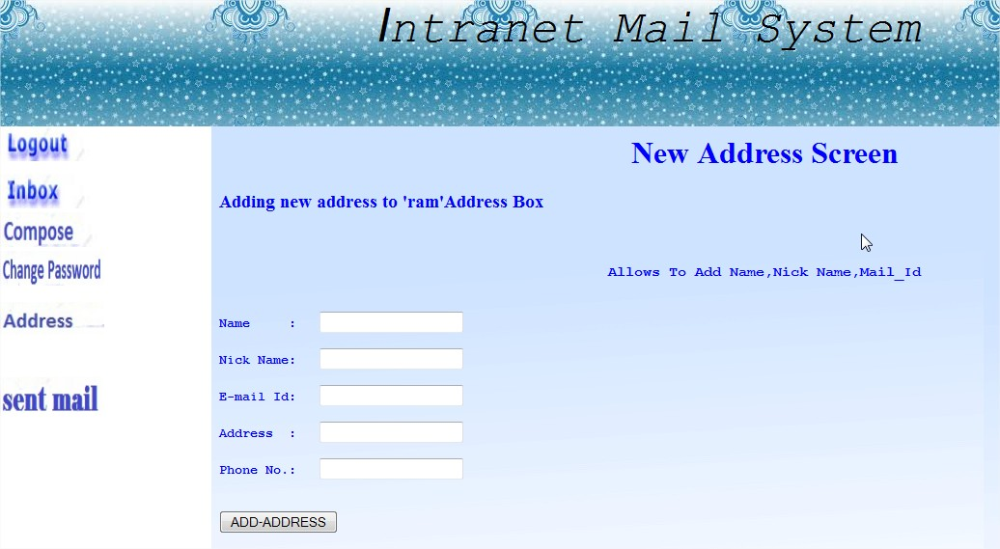 Intranet Mail System
Logout
Inbox
Compose
Change Password
Address
sent mail
New Address Screen
Adding new address to 'ram'Address Box
Allows To Add Name,Nick Name,Mail_Id
Name     :
Nick Name:
E-mail Id:
Address  :
Phone No.:
ADD-ADDRESS